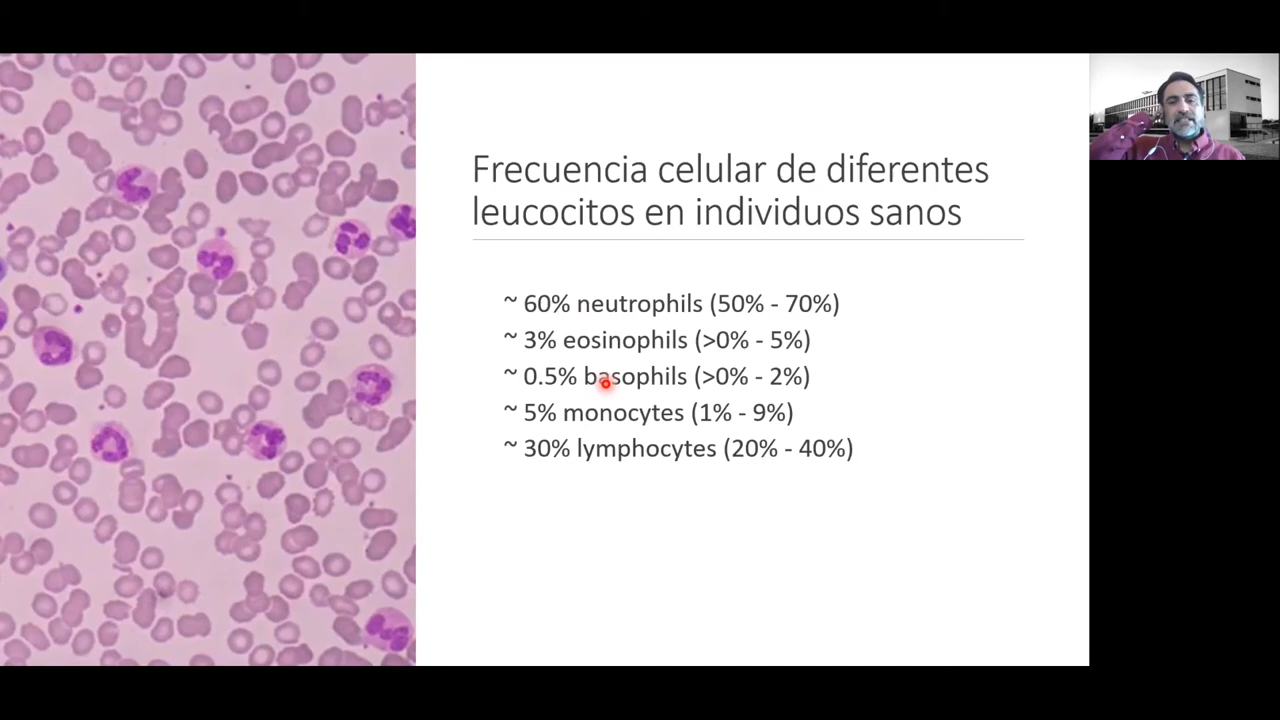 Frecuencia celular de diferentes
leucocitos en individuos sanos
~ 60% neutrophils (50% - 70%)
~ 3% eosinophils (>0% - 5%)
~ 0.5% basophils (>0% - 2%)
~ 5% monocytes (1% - 9%)
~ 30% lymphocytes (20% - 40%)